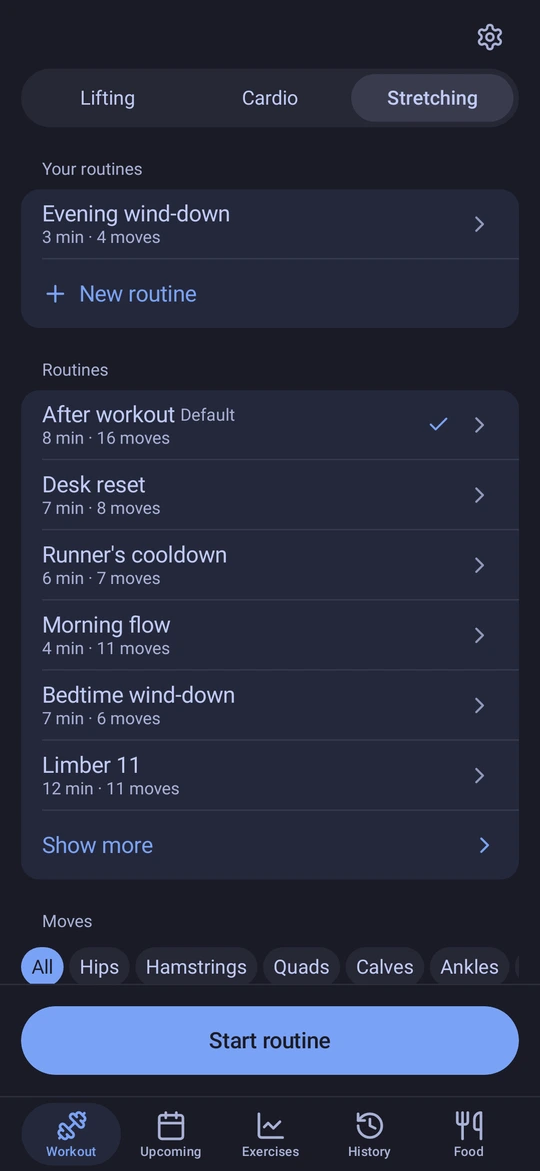 Lifting
Cardio
Stretching
Your routines
Evening wind-down
3 min · 4 moves
New routine
Routines
After workout Default
8 min · 16 moves
Desk reset
7 min · 8 moves
Runner's cooldown
6 min · 7 moves
Morning flow
4 min · 11 moves
Bedtime wind-down
7 min · 6 moves
Limber 11
12 min · 11 moves
Show more
Moves
All
Hips
Hamstrings
Quads
Calves
Ankles
Start routine
Workout
Upcoming
Exercises
History
Food